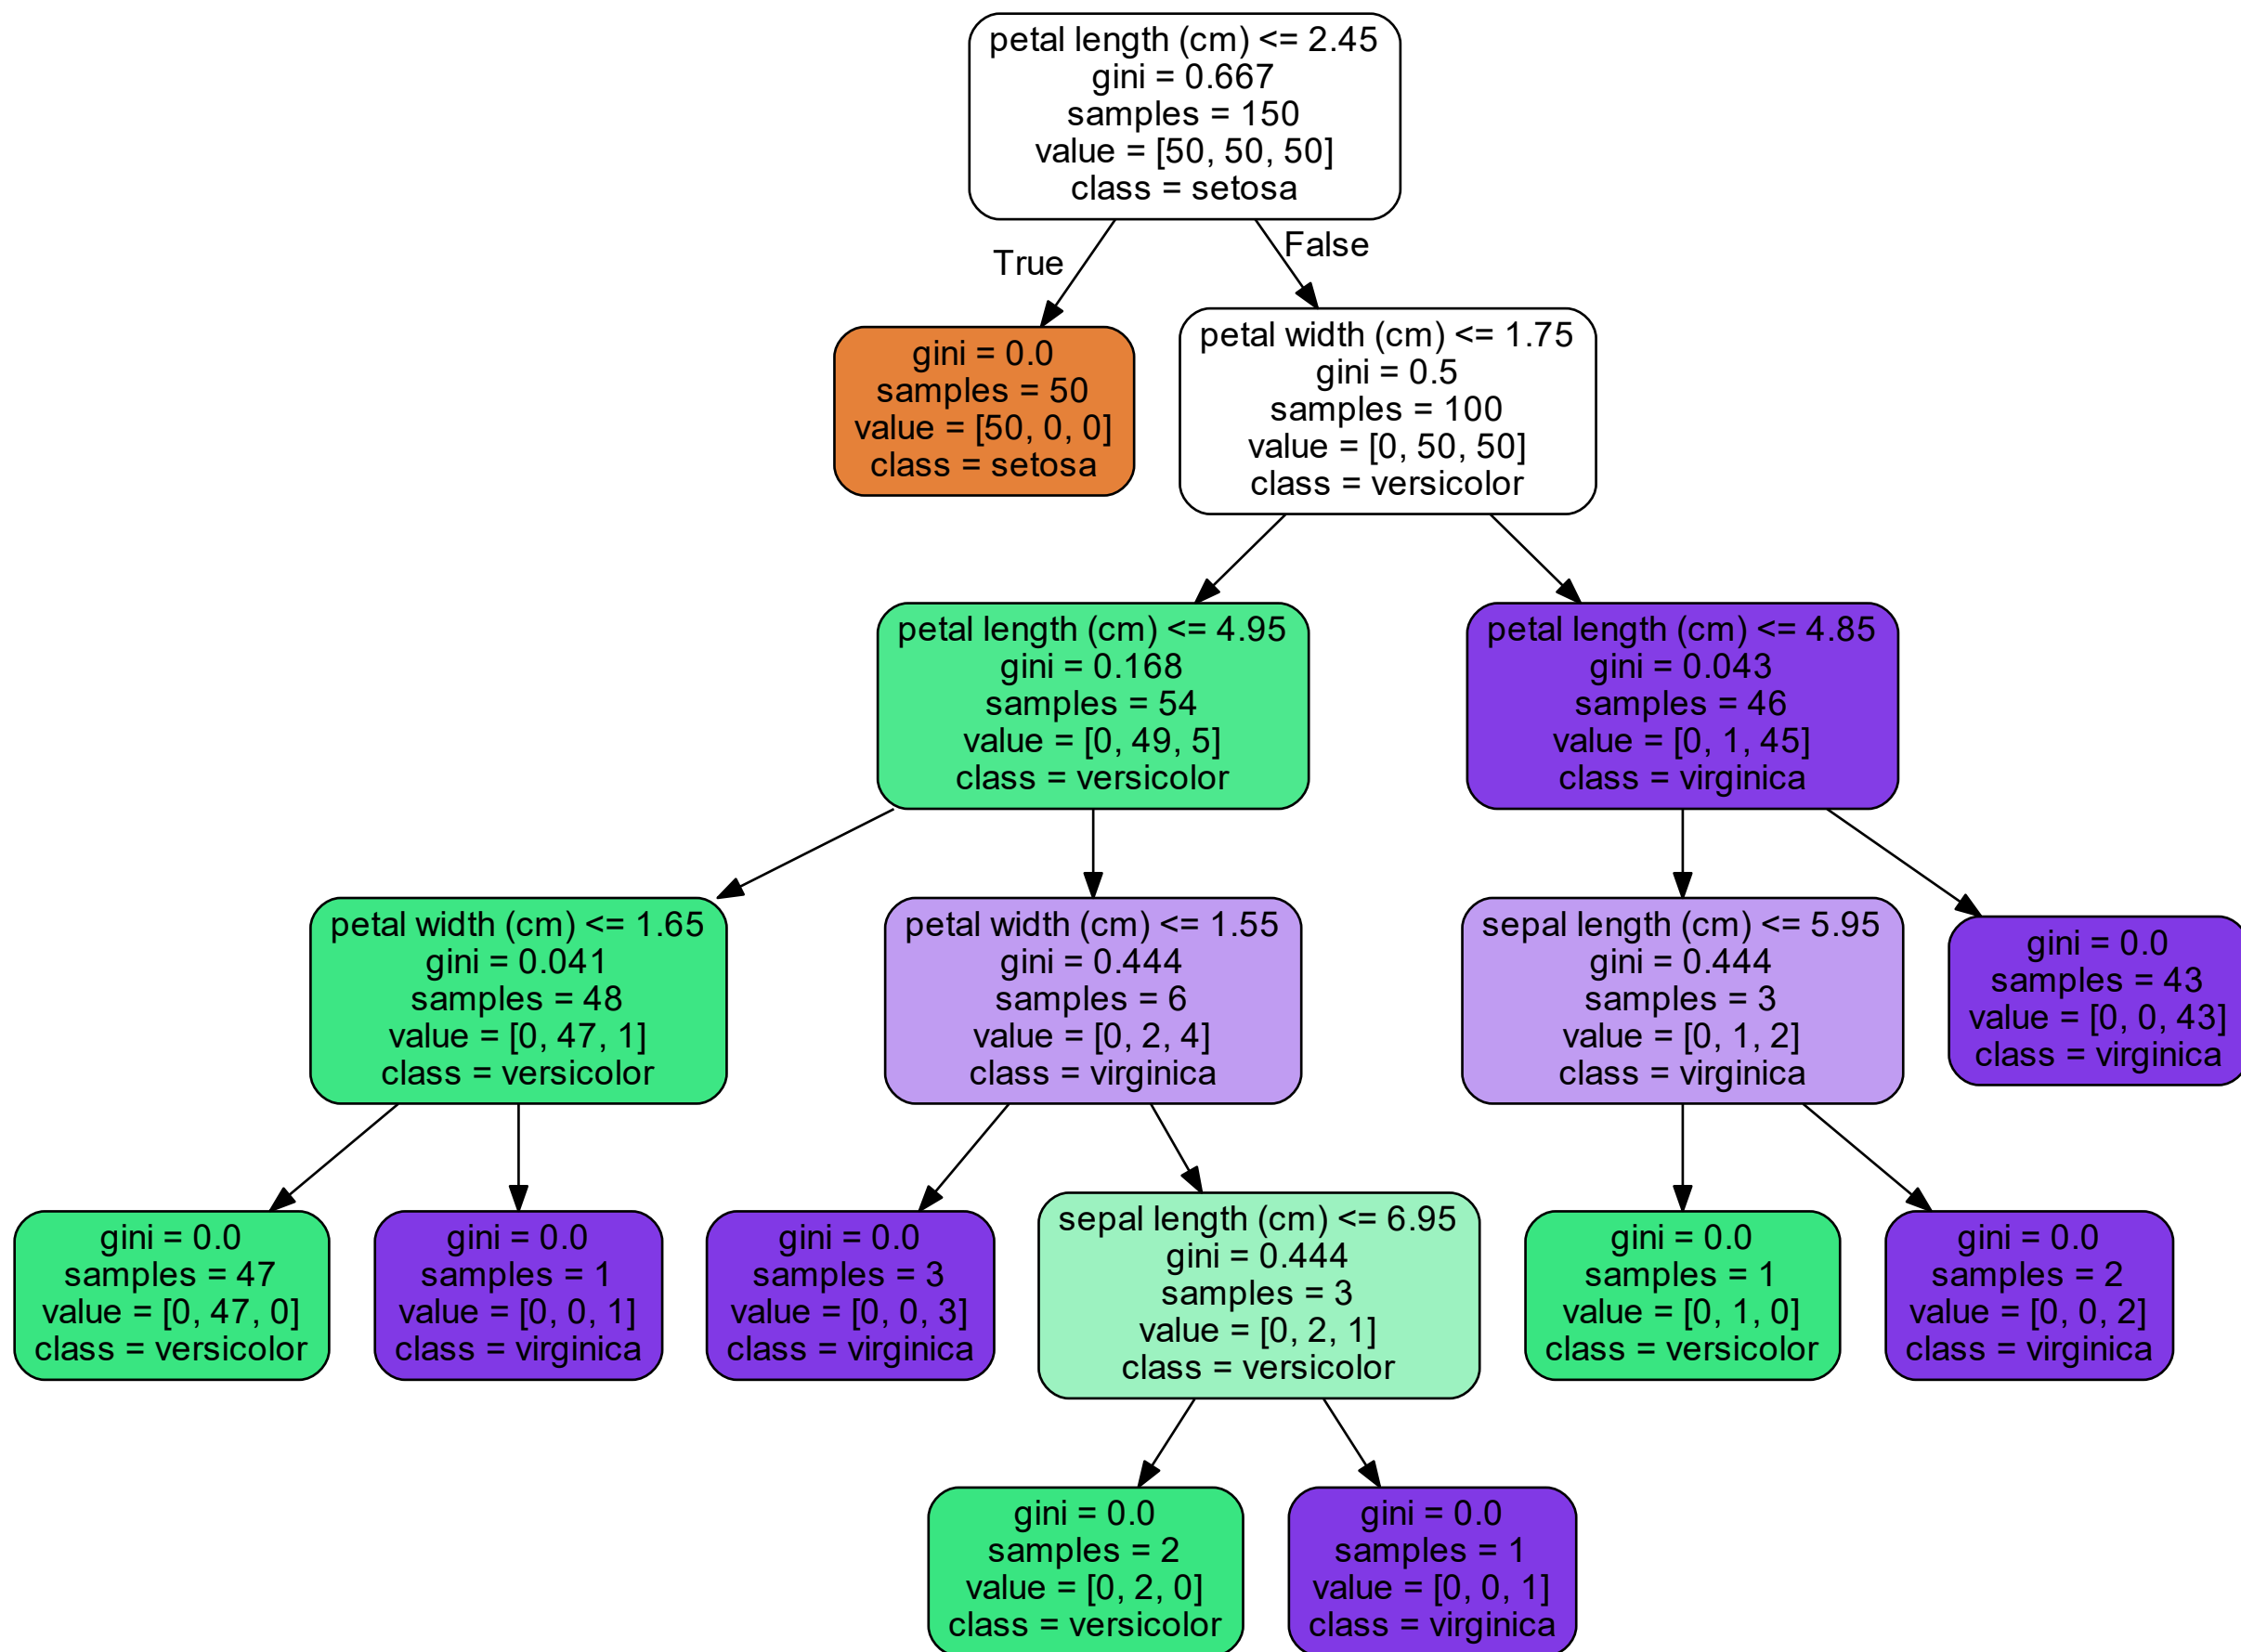 petal length (cm) <= 2.45
gini = 0.667
samples = 150
value = [50, 50, 50]
class = setosa
True
False
gini = 0.0
samples = 50
value = [50, 0, 0]
class = setosa
petal width (cm) <= 1.75
gini = 0.5
samples = 100
value = [0, 50, 50]
class = versicolor
petal length (cm) <= 4.95
gini = 0.168
samples = 54
value = [0, 49, 5]
class = versicolor
petal length (cm) <= 4.85
gini = 0.043
samples = 46
value = [0, 1, 45]
class = virginica
petal width (cm) <= 1.65
gini = 0.041
samples = 48
value = [0, 47, 1]
class = versicolor
petal width (cm) <= 1.55
gini = 0.444
samples = 6
value = [0, 2, 4]
class = virginica
sepal length (cm) <= 5.95
gini = 0.444
samples = 3
value = [0, 1, 2]
class = virginica
gini = 0.0
samples = 43
value = [0, 0, 43]
class = virginica
gini = 0.0
samples = 47
value = [0, 47, 0]
class = versicolor
gini = 0.0
samples = 1
value = [0, 0, 1]
class = virginica
gini = 0.0
samples = 3
value = [0, 0, 3]
class = virginica
sepal length (cm) <= 6.95
gini = 0.444
samples = 3
value = [0, 2, 1]
class = versicolor
gini = 0.0
samples = 1
value = [0, 1, 0]
class = versicolor
gini = 0.0
samples = 2
value = [0, 0, 2]
class = virginica
gini = 0.0
samples = 2
value = [0, 2, 0]
class = versicolor
gini = 0.0
samples = 1
value = [0, 0, 1]
class = virginica